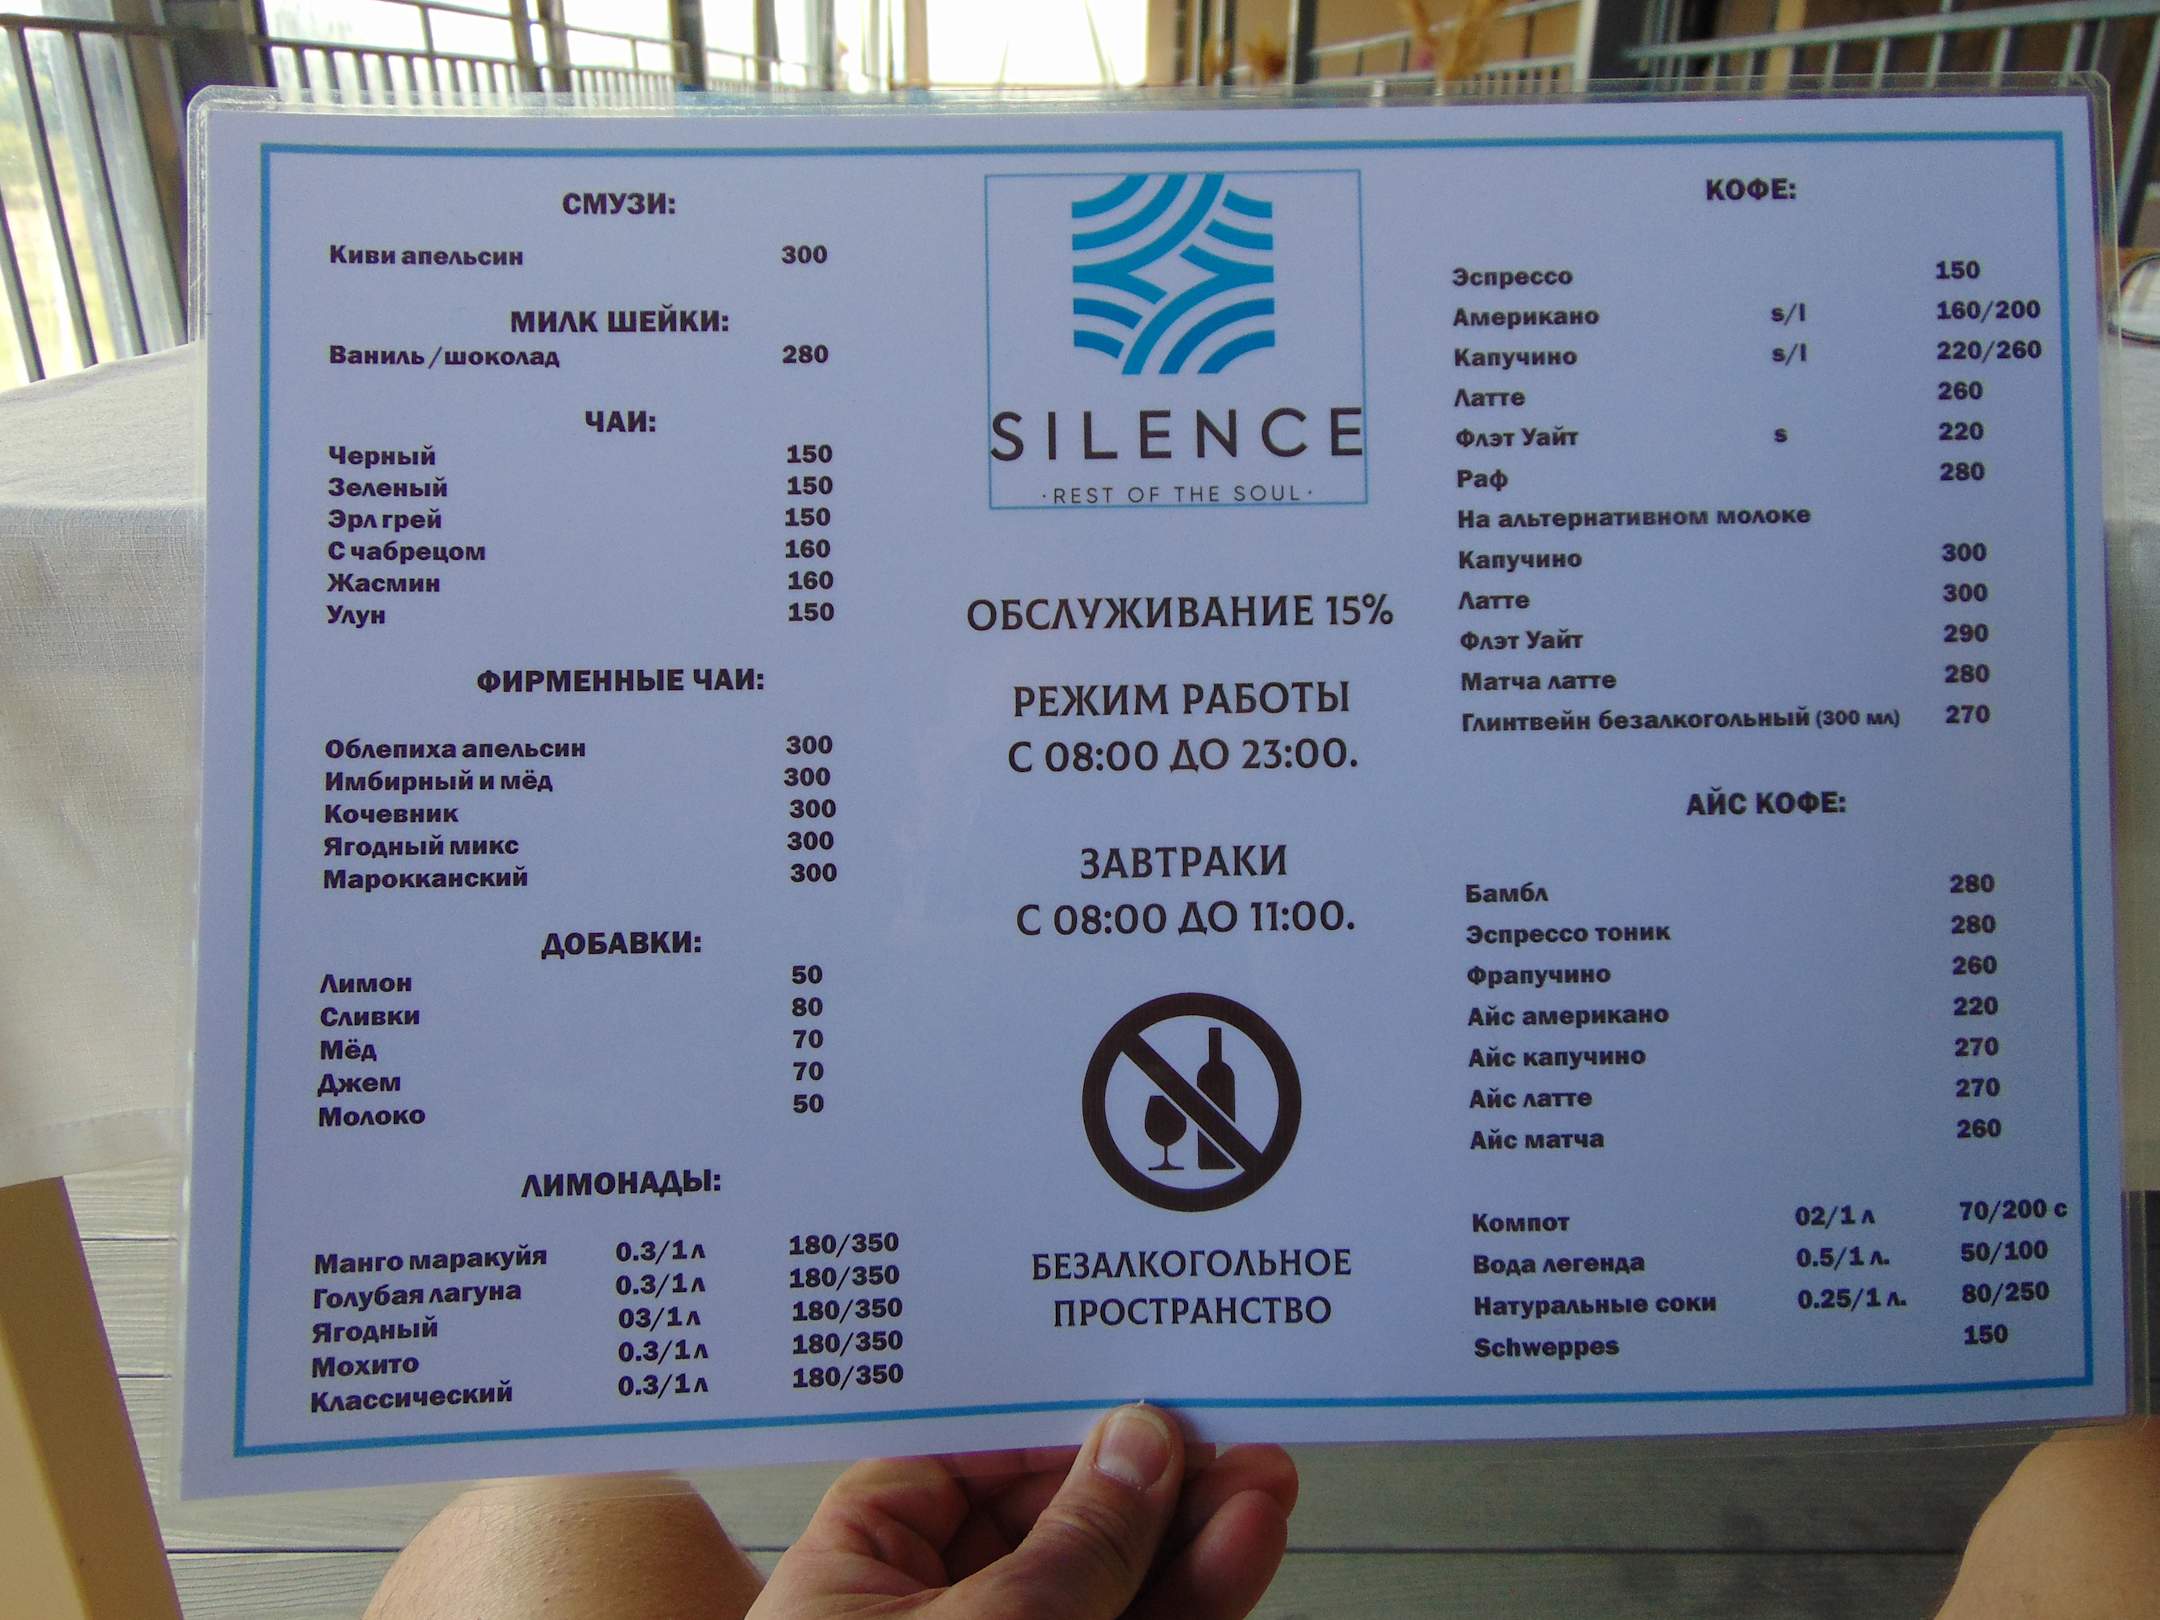 СМУЗИ:
Киви апельсин 300
МИЛК ШЕЙКИ:
Ваниль/шоколад 280
ЧАИ:
Черный 150
Зеленый 150
Эрл грей 150
С чабрецом 160
Жасмин 160
Улун 150
ФИРМЕННЫЕ ЧАИ:
Облепиха апельсин 300
Имбирный и мёд 300
Кочевник 300
Ягодный микс 300
Марокканский 300
ДОБАВКИ:
Лимон 50
Сливки 80
Мёд 70
Джем 70
Молоко 50
ЛИМОНАДЫ:
Манго маракуйя 0.3/1л 180/350
Голубая лагуна 0.3/1л 180/350
Ягодный 03/1л 180/350
Мохито 0.3/1л 180/350
Классический 0.3/1л 180/350
SILENCE
·REST OF THE SOUL·
ОБСЛУЖИВАНИЕ 15%
РЕЖИМ РАБОТЫ
С 08:00 ДО 23:00.
ЗАВТРАКИ
С 08:00 ДО 11:00.
БЕЗАЛКОГОЛЬНОЕ
ПРОСТРАНСТВО
КОФЕ:
Эспрессо 150
Американо s/l 160/200
Капучино s/l 220/260
Латте 260
Флэт Уайт s 220
Раф 280
На альтернативном молоке
Капучино 300
Латте 300
Флэт Уайт 290
Матча латте 280
Глинтвейн безалкогольный (300 мл) 270
АЙС КОФЕ:
Бамбл 280
Эспрессо тоник 280
Фрапучино 260
Айс американо 220
Айс капучино 270
Айс латте 270
Айс матча 260
Компот 02/1 л 70/200 с
Вода легенда 0.5/1 л. 50/100
Натуральные соки 0.25/1 л. 80/250
Schweppes 150